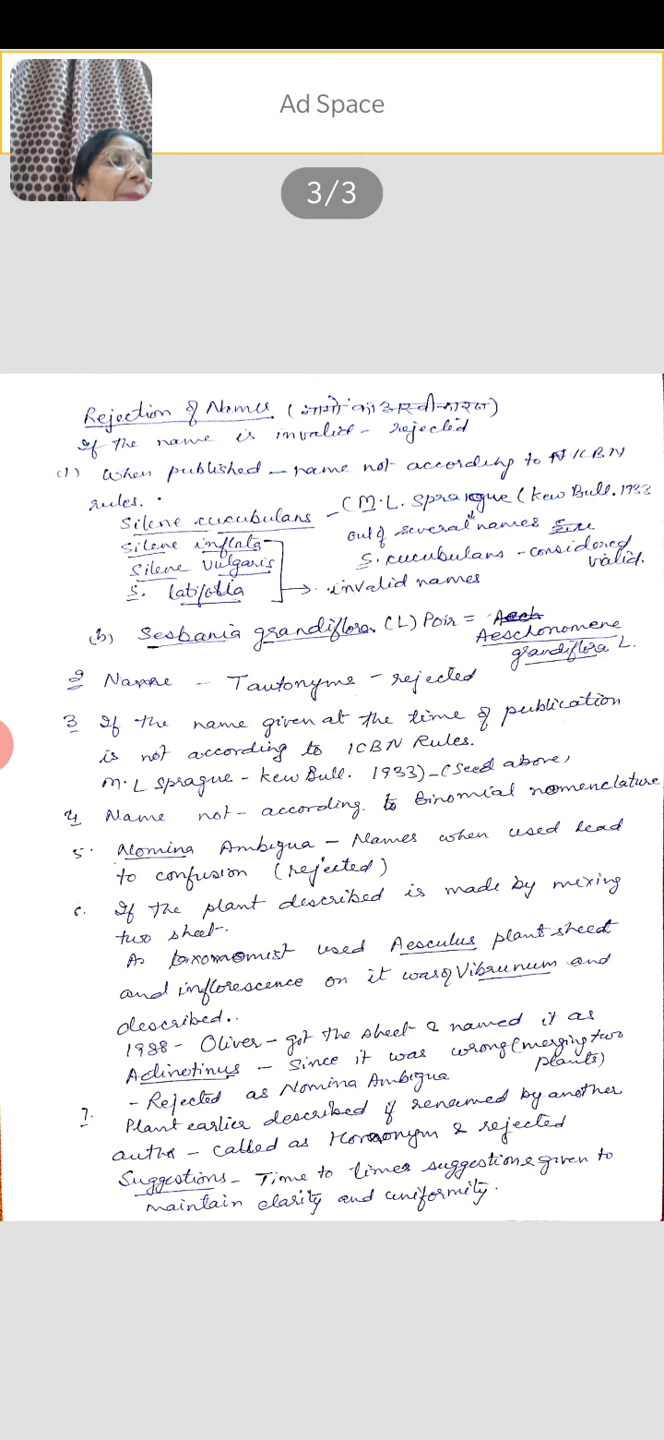 Ad Space
3/3
Rejection of Names (नामों का अस्वीकारण)
If the name is invalid - rejected
(1) When published - name not according to ICBN
rules.
Silene cucubulans - (M.L. Sprague (Kew Bull. 1933
Silene inflata
out of several names
Silene vulgaris
S. cucubulans - considered
valid.
S. latifolia
→ invalid names
(b) Sesbania grandiflora (L) Poir =
Aeschonomene
grandiflora L.
2 Name - Tautonyms - rejected
3 If the name given at the time of publication
is not according to ICBN Rules.
M.L Sprague - Kew Bull. 1933) - (Seed above,
4 Name not - according to Binomial nomenclature
5. Nomina Ambigua - Names when used lead
to confusion (rejected)
6. If the plant described is made by mixing
two sheet.
As taxonomist used Aesculus plant sheet
and inflorescence on it was of Vibrunum and
described..
1988 - Oliver - got the sheet & named it as
Adinotinus - Since it was wrong (merging two
plants)
- Rejected as Nomina Ambigua
7. Plant earlier described if renamed by another
autho - called as Homonym & rejected
Suggestions - Time to time suggestions given to
maintain clarity and uniformity.